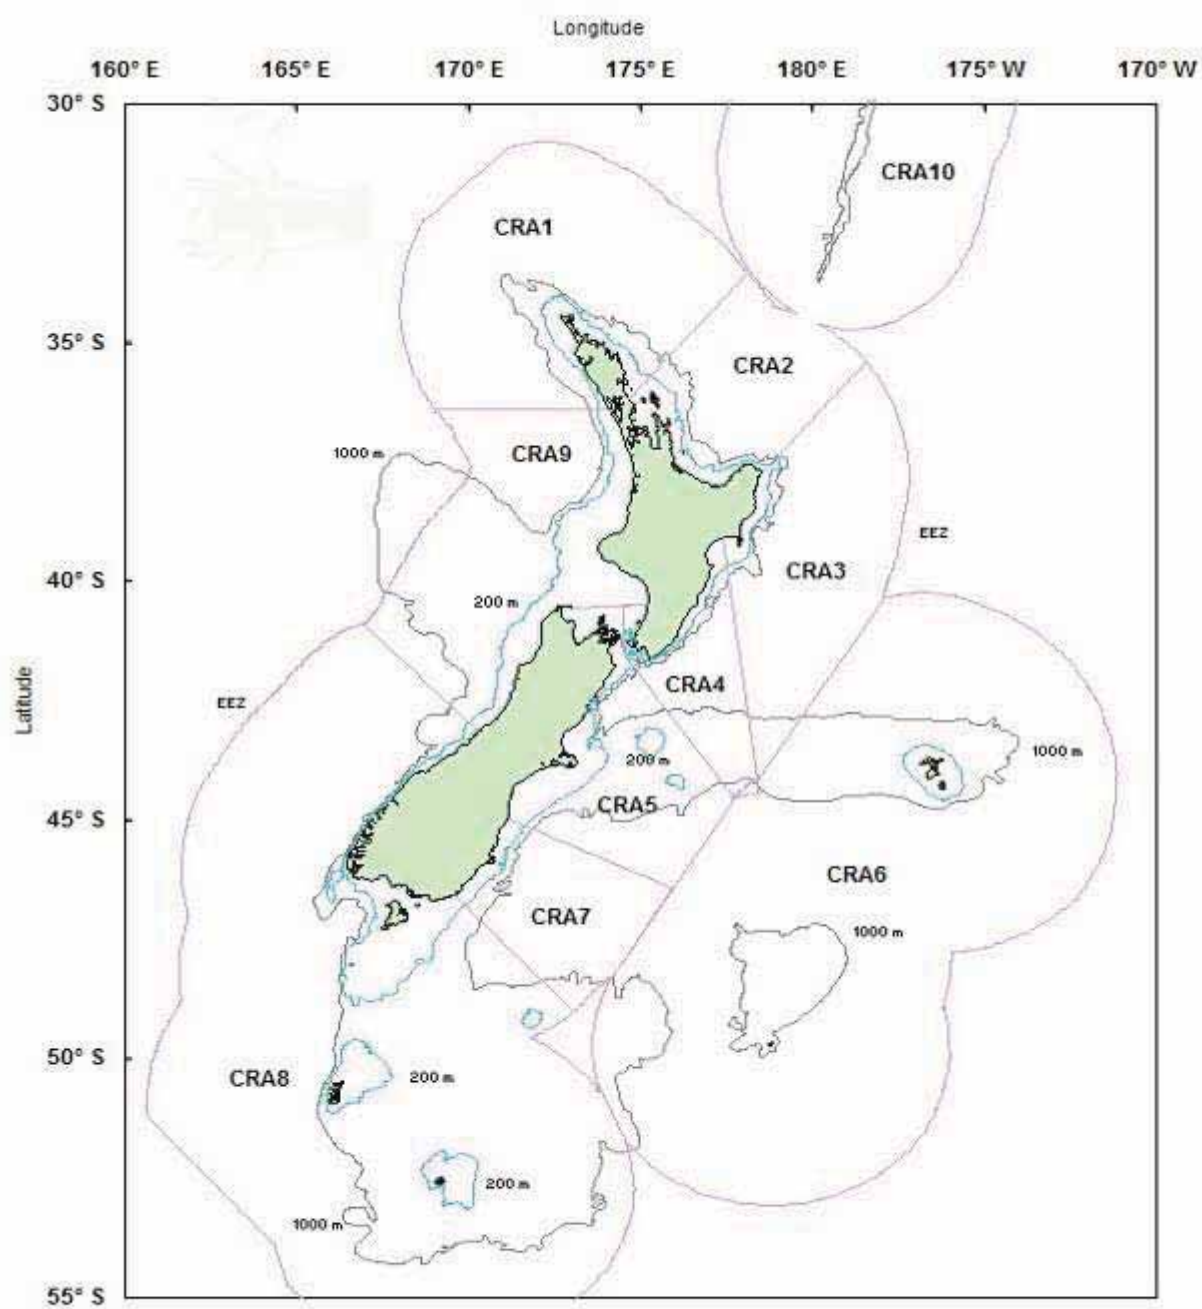 Longitude
160° E 165° E 170° E 175° E 180° E 175° W 170° W
30° S
CRA10
CRA1
35° S
CRA2
CRA9
1000 m
EEZ
CRA3
40° S
200 m
Latitude
CRA4
EEZ
1000 m
200 m
CRA5
45° S
CRA6
CRA7
1000 m
50° S
CRA8
200 m
200 m
1000 m
55° S